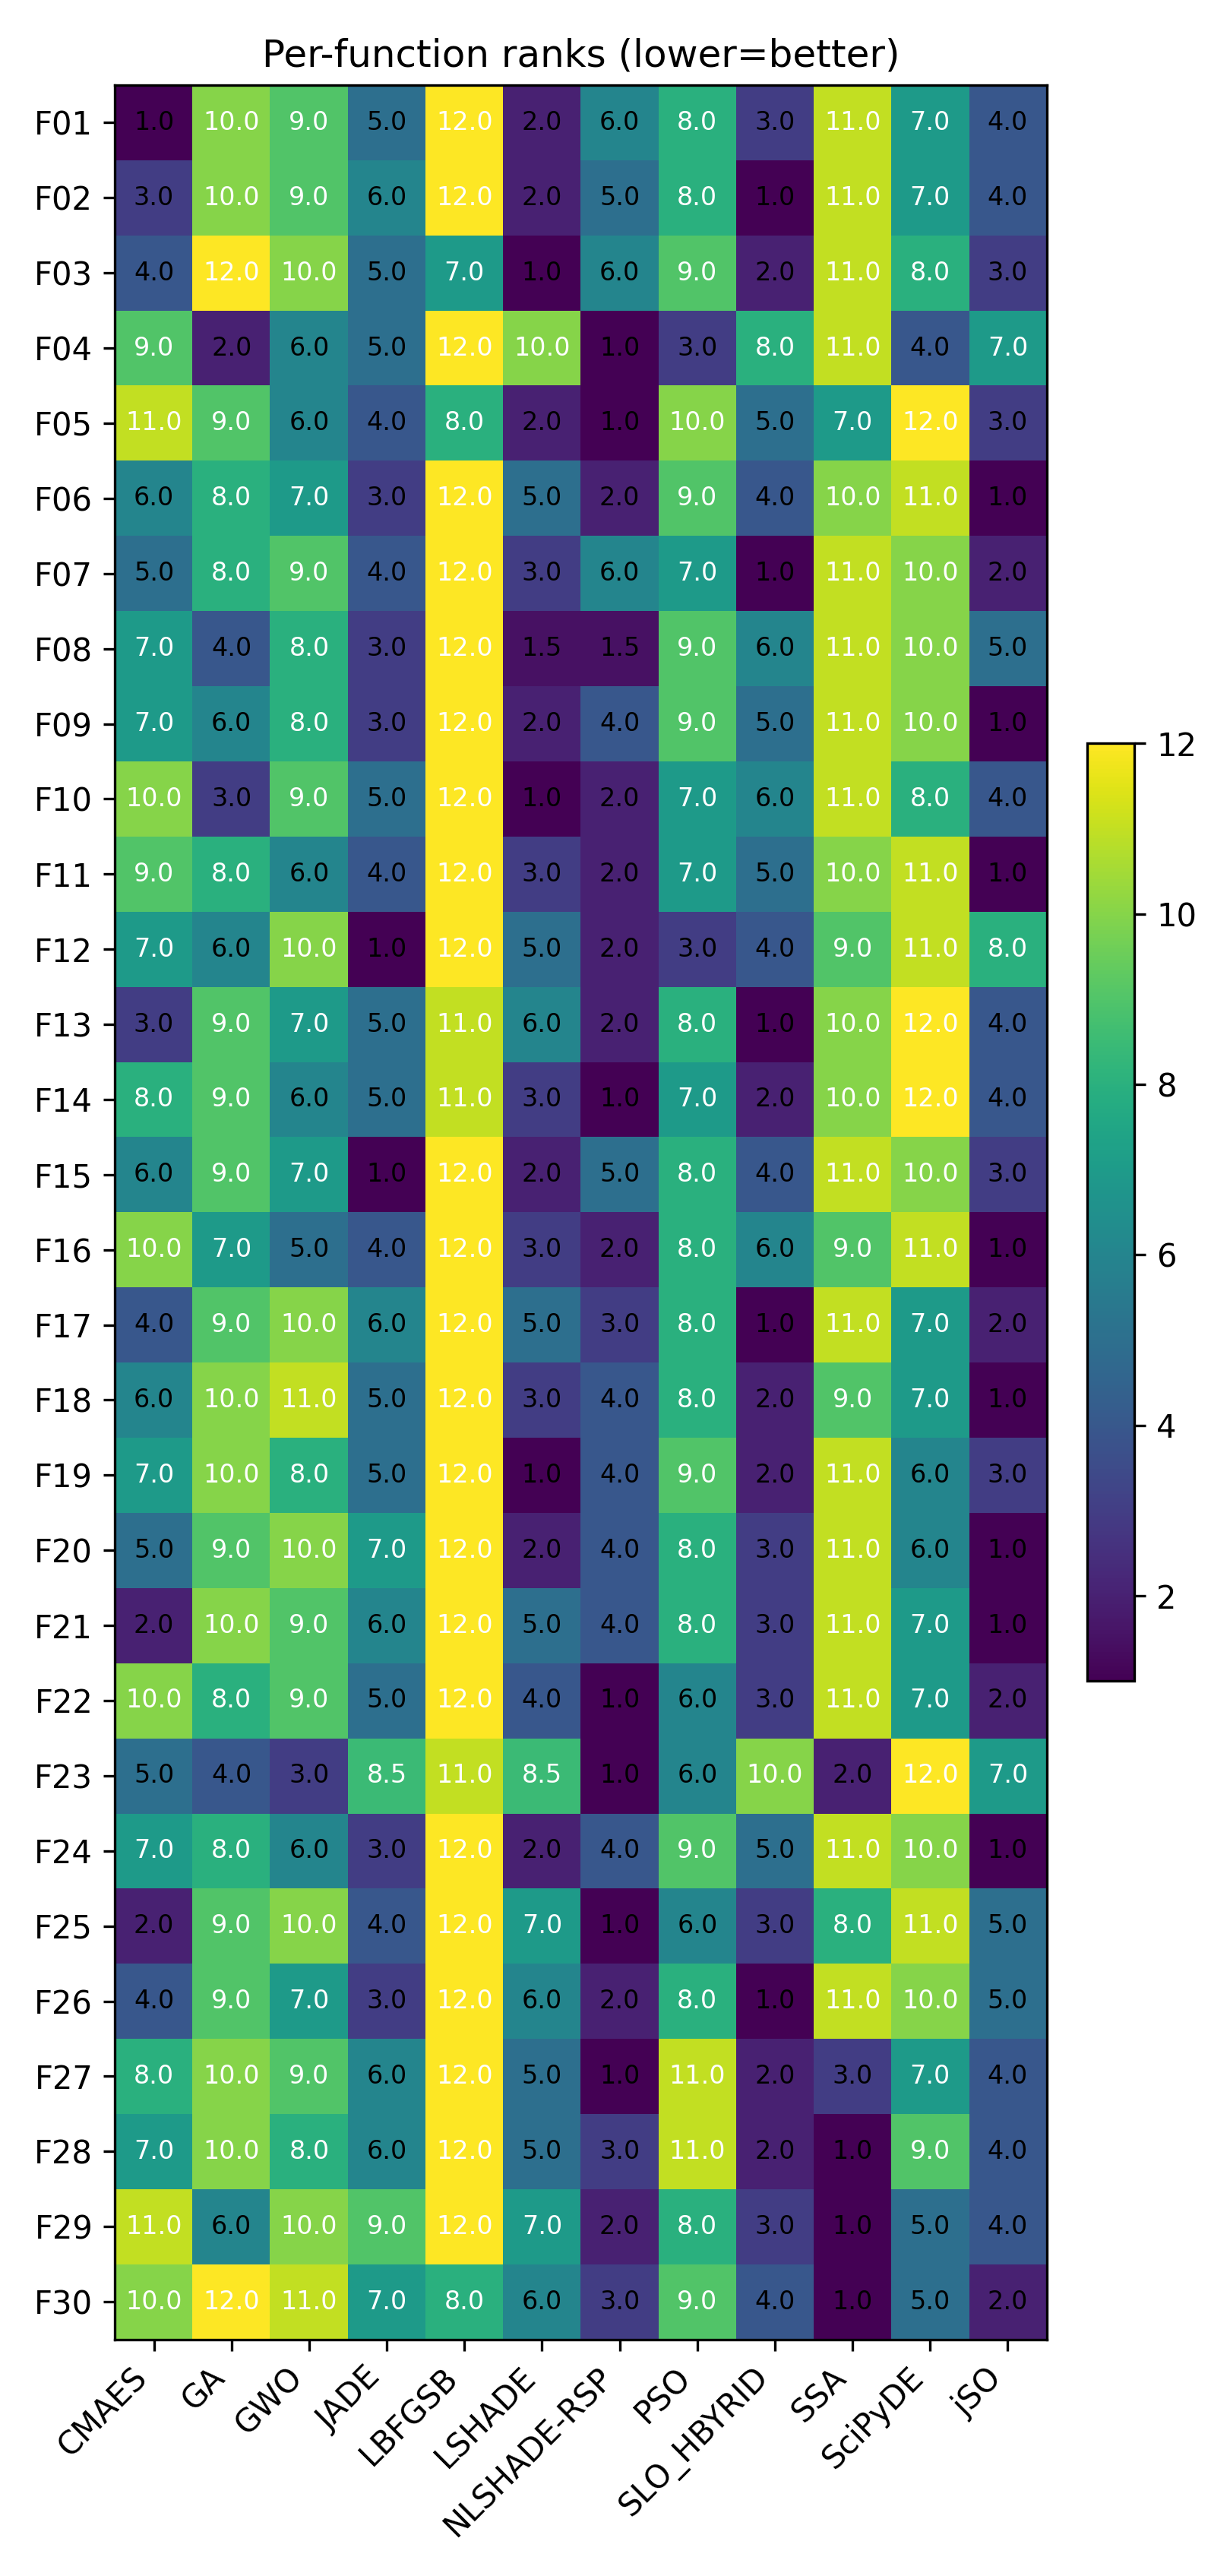 Per-function ranks (lower=better)
F01 1.0 10.0 9.0 5.0 12.0 2.0 6.0 8.0 3.0 11.0 7.0 4.0
F02 3.0 10.0 9.0 6.0 12.0 2.0 5.0 8.0 1.0 11.0 7.0 4.0
F03 4.0 12.0 10.0 5.0 7.0 1.0 6.0 9.0 2.0 11.0 8.0 3.0
F04 9.0 2.0 6.0 5.0 12.0 10.0 1.0 3.0 8.0 11.0 4.0 7.0
F05 11.0 9.0 6.0 4.0 8.0 2.0 1.0 10.0 5.0 7.0 12.0 3.0
F06 6.0 8.0 7.0 3.0 12.0 5.0 2.0 9.0 4.0 10.0 11.0 1.0
F07 5.0 8.0 9.0 4.0 12.0 3.0 6.0 7.0 1.0 11.0 10.0 2.0
F08 7.0 4.0 8.0 3.0 12.0 1.5 1.5 9.0 6.0 11.0 10.0 5.0
F09 7.0 6.0 8.0 3.0 12.0 2.0 4.0 9.0 5.0 11.0 10.0 1.0
F10 10.0 3.0 9.0 5.0 12.0 1.0 2.0 7.0 6.0 11.0 8.0 4.0
F11 9.0 8.0 6.0 4.0 12.0 3.0 2.0 7.0 5.0 10.0 11.0 1.0
F12 7.0 6.0 10.0 1.0 12.0 5.0 2.0 3.0 4.0 9.0 11.0 8.0
F13 3.0 9.0 7.0 5.0 11.0 6.0 2.0 8.0 1.0 10.0 12.0 4.0
F14 8.0 9.0 6.0 5.0 11.0 3.0 1.0 7.0 2.0 10.0 12.0 4.0
F15 6.0 9.0 7.0 1.0 12.0 2.0 5.0 8.0 4.0 11.0 10.0 3.0
F16 10.0 7.0 5.0 4.0 12.0 3.0 2.0 8.0 6.0 9.0 11.0 1.0
F17 4.0 9.0 10.0 6.0 12.0 5.0 3.0 8.0 1.0 11.0 7.0 2.0
F18 6.0 10.0 11.0 5.0 12.0 3.0 4.0 8.0 2.0 9.0 7.0 1.0
F19 7.0 10.0 8.0 5.0 12.0 1.0 4.0 9.0 2.0 11.0 6.0 3.0
F20 5.0 9.0 10.0 7.0 12.0 2.0 4.0 8.0 3.0 11.0 6.0 1.0
F21 2.0 10.0 9.0 6.0 12.0 5.0 4.0 8.0 3.0 11.0 7.0 1.0
F22 10.0 8.0 9.0 5.0 12.0 4.0 1.0 6.0 3.0 11.0 7.0 2.0
F23 5.0 4.0 3.0 8.5 11.0 8.5 1.0 6.0 10.0 2.0 12.0 7.0
F24 7.0 8.0 6.0 3.0 12.0 2.0 4.0 9.0 5.0 11.0 10.0 1.0
F25 2.0 9.0 10.0 4.0 12.0 7.0 1.0 6.0 3.0 8.0 11.0 5.0
F26 4.0 9.0 7.0 3.0 12.0 6.0 2.0 8.0 1.0 11.0 10.0 5.0
F27 8.0 10.0 9.0 6.0 12.0 5.0 1.0 11.0 2.0 3.0 7.0 4.0
F28 7.0 10.0 8.0 6.0 12.0 5.0 3.0 11.0 2.0 1.0 9.0 4.0
F29 11.0 6.0 10.0 9.0 12.0 7.0 2.0 8.0 3.0 1.0 5.0 4.0
F30 10.0 12.0 11.0 7.0 8.0 6.0 3.0 9.0 4.0 1.0 5.0 2.0
CMAES GA GWO JADE LBFGSB LSHADE NLSHADE-RSP PSO SLO_HBYRID SSA SciPyDE jSO
12
10
8
6
4
2